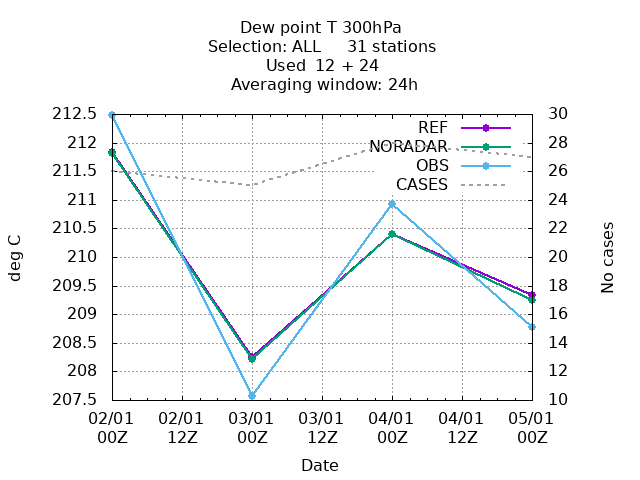 Dew point T 300hPa
Selection: ALL     31 stations
Used  12 + 24
Averaging window: 24h
212.5
212
211.5
211
210.5
210
209.5
209
208.5
208
207.5
deg C
30
28
26
24
22
20
18
16
14
12
10
No cases
REF
NORADAR
OBS
CASES
02/01 02/01 03/01 03/01 04/01 04/01 05/01
00Z 12Z 00Z 12Z 00Z 12Z 00Z
Date